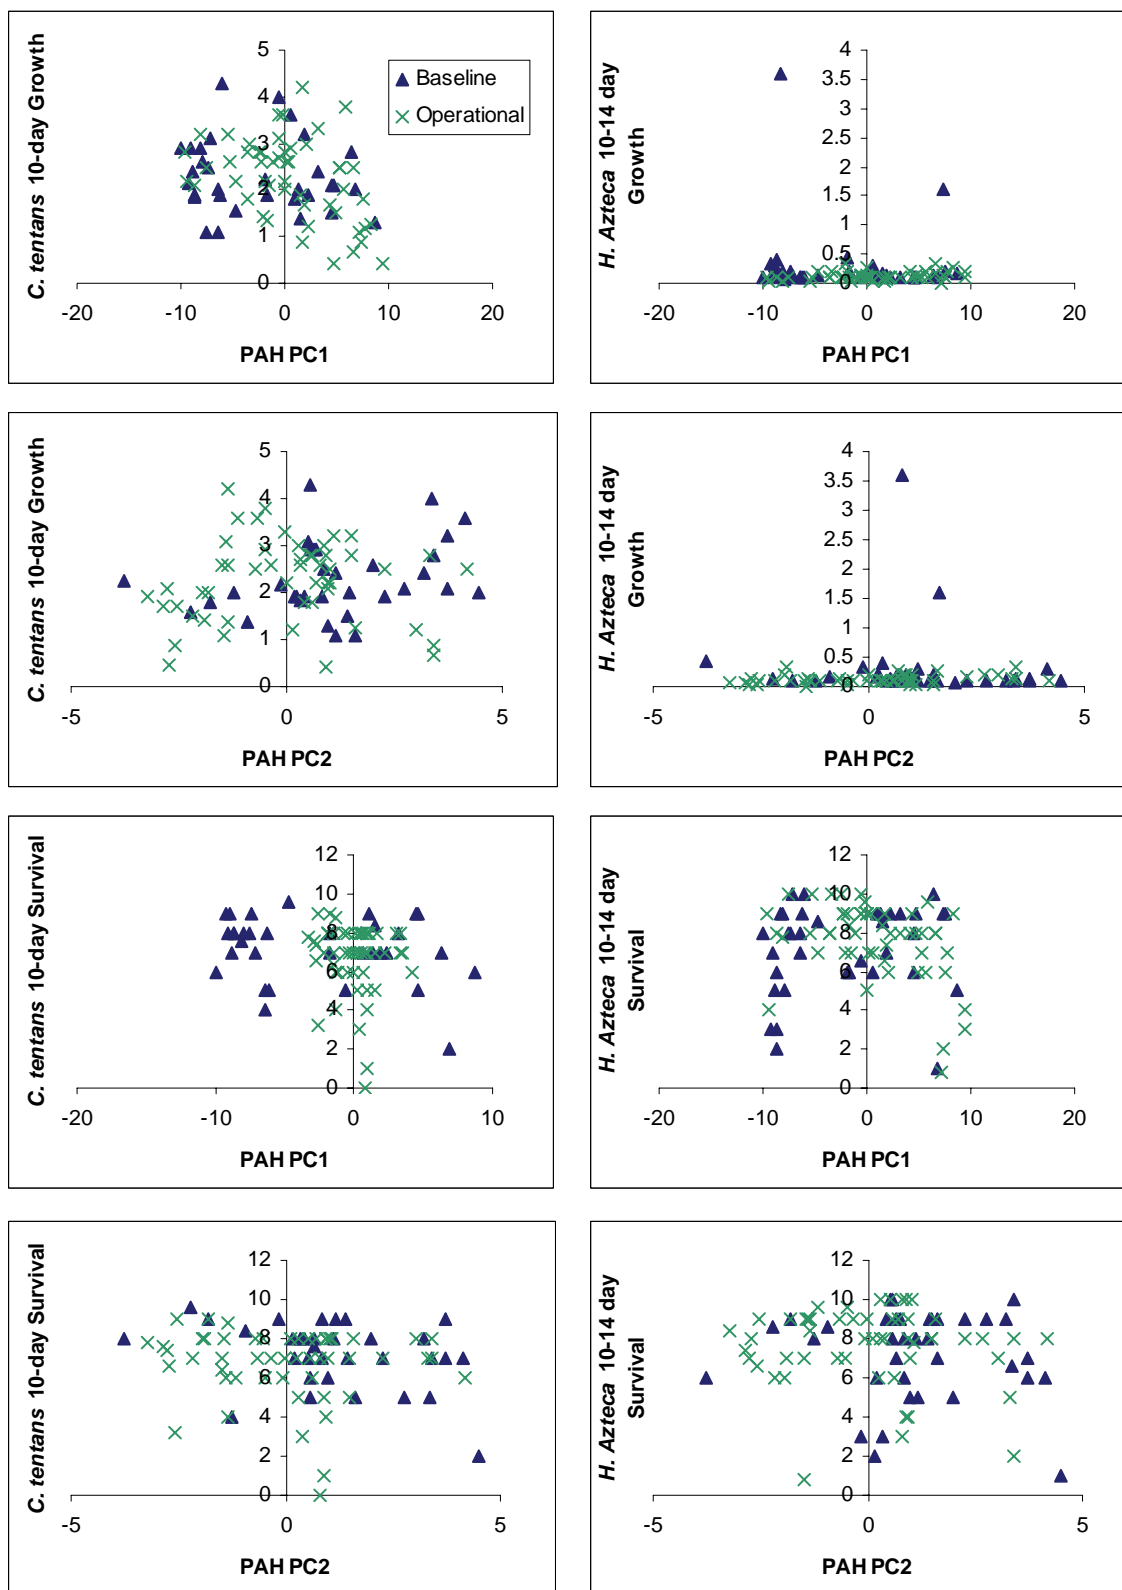 C. tentans 10-day Growth
5
4
3
2
1
0
-20 -10 0 10 20
PAH PC1
Baseline
Operational
H. Azteca 10-14 day
Growth
4
3.5
3
2.5
2
1.5
1
0.5
0
-20 -10 0 10 20
PAH PC1
C. tentans 10-day Growth
5
4
3
2
1
0
-5 0 5
PAH PC2
H. Azteca 10-14 day
Growth
4
3.5
3
2.5
2
1.5
1
0.5
0
-5 0 5
PAH PC2
C. tentans 10-day Survival
12
10
8
6
4
2
0
-20 -10 0 10
PAH PC1
H. Azteca 10-14 day
Survival
12
10
8
6
4
2
0
-20 -10 0 10 20
PAH PC1
C. tentans 10-day Survival
12
10
8
6
4
2
0
-5 0 5
PAH PC2
H. Azteca 10-14 day
Survival
12
10
8
6
4
2
0
-5 0 5
PAH PC2